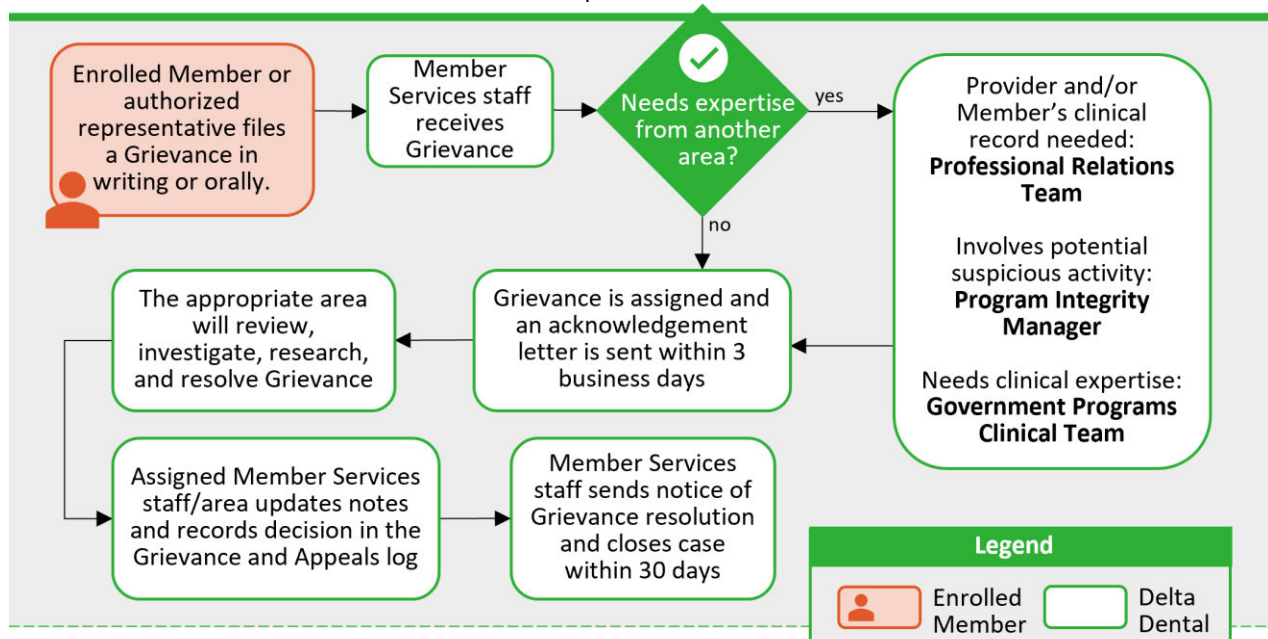 Enrolled Member or
authorized
representative files
a Grievance in
writing or orally.
Member
Services staff
receives
Grievance
Needs expertise
from another
area?
yes
no
Provider and/or
Member’s clinical
record needed:
Professional Relations
Team
Involves potential
suspicious activity:
Program Integrity
Manager
Needs clinical expertise:
Government Programs
Clinical Team
Grievance is assigned and
an acknowledgement
letter is sent within 3
business days
The appropriate area
will review,
investigate, research,
and resolve Grievance
Assigned Member Services
staff/area updates notes
and records decision in the
Grievance and Appeals log
Member Services
staff sends notice of
Grievance resolution
and closes case
within 30 days
Legend
Enrolled
Member
Delta
Dental